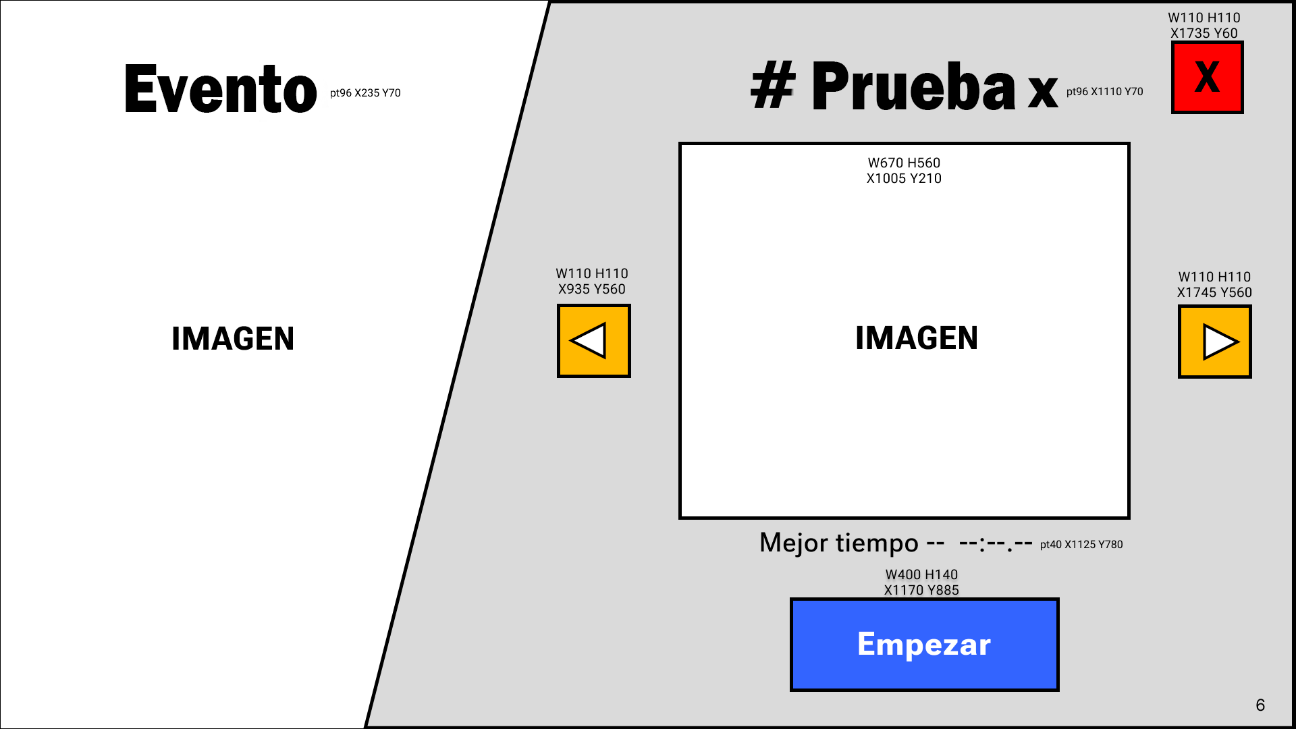 Evento pt96 X235 Y70
IMAGEN
W110 H110
X1735 Y60
X
# Prueba x pt96 X1110 Y70
W670 H560
X1005 Y210
W110 H110
X935 Y560
IMAGEN
W110 H110
X1745 Y560
Mejor tiempo -- --:--.-- pt40 X1125 Y780
W400 H140
X1170 Y885
Empezar
6